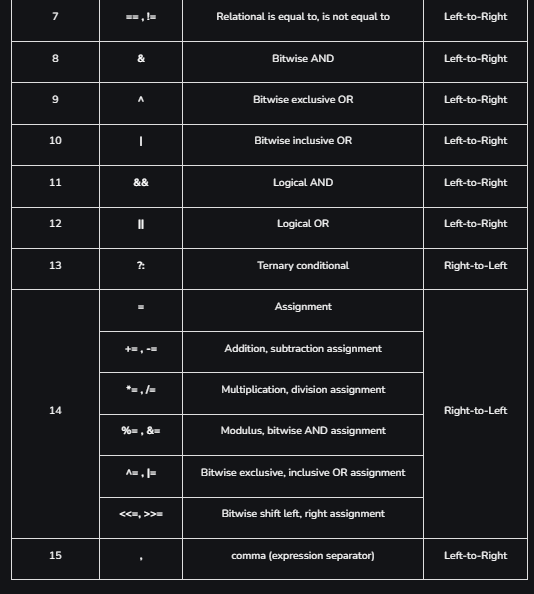 7 == , != Relational is equal to, is not equal to Left-to-Right
8 & Bitwise AND Left-to-Right
9 ^ Bitwise exclusive OR Left-to-Right
10 | Bitwise inclusive OR Left-to-Right
11 && Logical AND Left-to-Right
12 || Logical OR Left-to-Right
13 ?: Ternary conditional Right-to-Left
= Assignment
+= , -= Addition, subtraction assignment
*= , /= Multiplication, division assignment
14 Right-to-Left
%= , &= Modulus, bitwise AND assignment
^= , |= Bitwise exclusive, inclusive OR assignment
<<=, >>= Bitwise shift left, right assignment
15 , comma (expression separator) Left-to-Right